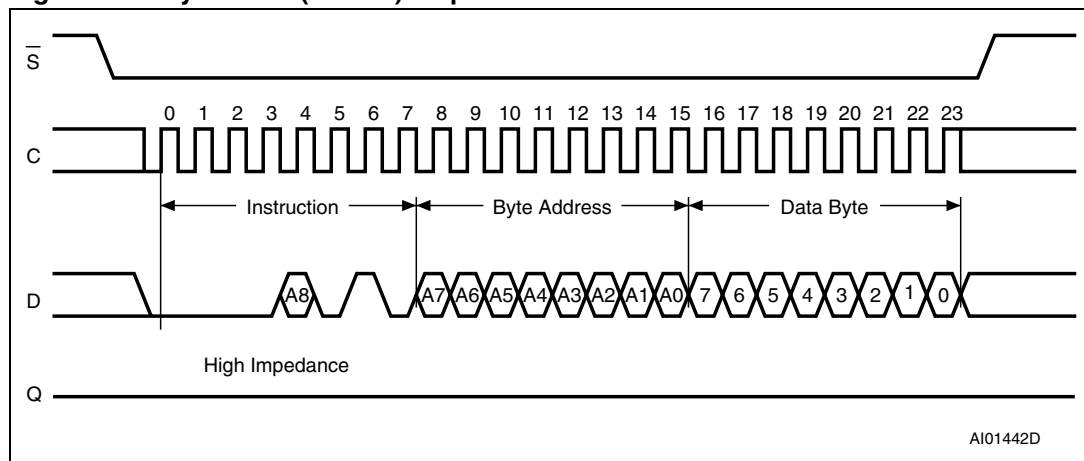 S
0 1 2 3 4 5 6 7 8 9 10 11 12 13 14 15 16 17 18 19 20 21 22 23
C
Instruction Byte Address Data Byte
D A8 A7 A6 A5 A4 A3 A2 A1 A0 7 6 5 4 3 2 1 0
High Impedance
Q
AI01442D